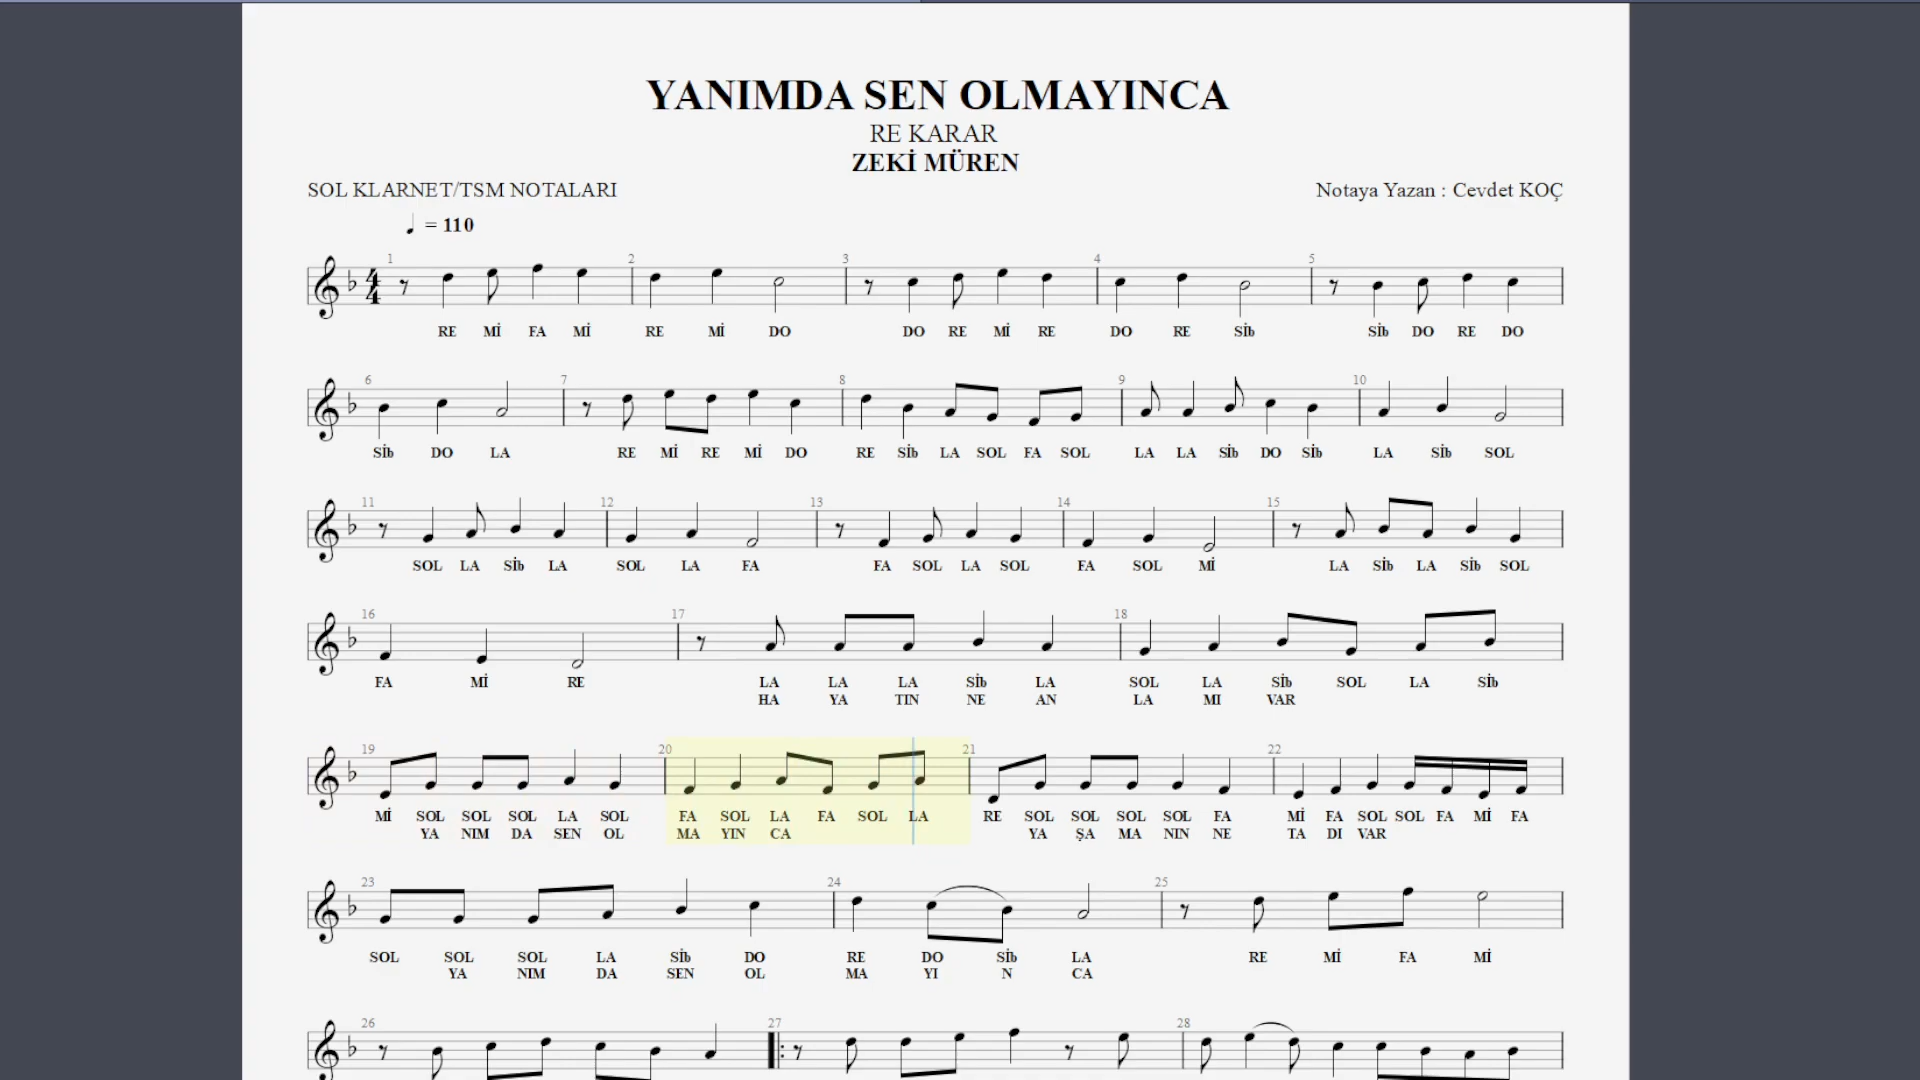 YANIMDA SEN OLMAYINCA
RE KARAR
ZEKİ MÜREN
SOL KLARNET/TSM NOTALARI Notaya Yazan : Cevdet KOÇ
= 110
1 2 3 4 5
4
4
RE Mİ FA Mİ RE Mİ DO DO RE Mİ RE DO RE Sİb Sİb DO RE DO
6 7 8 9 10
Sİb DO LA RE Mİ RE Mİ DO RE Sİb LA SOL FA SOL LA LA Sİb DO Sİb LA Sİb SOL
11 12 13 14 15
SOL LA Sİb LA SOL LA FA FA SOL LA SOL FA SOL Mİ LA Sİb LA Sİb SOL
16 17 18
FA Mİ RE LA LA LA Sİb LA SOL LA Sİb SOL LA Sİb
HA YA TIN NE AN LA MI VAR
19 20 21 22
Mİ SOL SOL SOL LA SOL FA SOL LA FA SOL LA RE SOL SOL SOL SOL FA Mİ FA SOL SOL FA Mİ FA
YA NIM DA SEN OL MA YIN CA YA ŞA MA NIN NE TA DI VAR
23 24 25
SOL SOL SOL LA Sİb DO RE DO Sİb LA RE Mİ FA Mİ
YA NIM DA SEN OL MA YI N CA
26 27 28